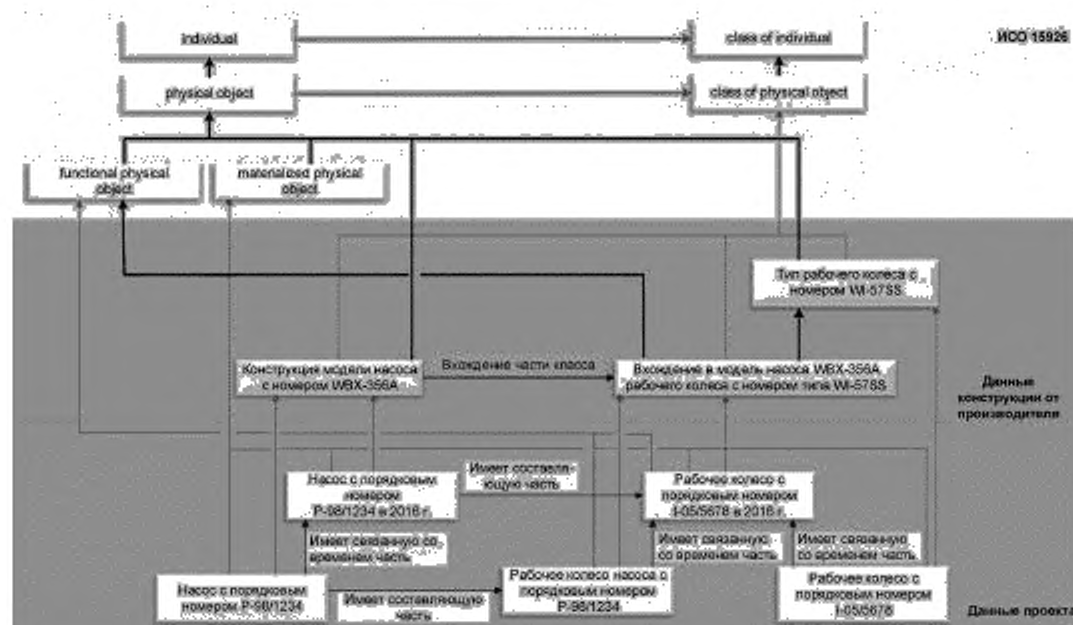 individual
class of individual
ИСО 15926
physical object
class of physical object
functional physical
object
materialized physical
object
Тип рабочего колеса с
номером WI-57SS
Конструкция модели насоса
с номером WBX-356A
Вхождение части класса
Вхождение в модель насоса WBX-356A
рабочего колеса с номером типа WI-57SS
Данные
конструкции от
производителя
Насос с порядковым
номером
P-98/1234 в 2016 г.
Имеет составля-
ющую часть
Рабочее колесо с
порядковым номером
I-05/5678 в 2016 г.
Имеет связанную со
временем часть
Имеет связанную
со временем часть
Имеет связанную
со временем часть
Насос с порядковым
номером P-98/1234
Имеет составляющую
часть
Рабочее колесо насоса с
порядковым номером
P-98/1234
Рабочее колесо с
порядковым номером
I-05/5678
Данные проекта